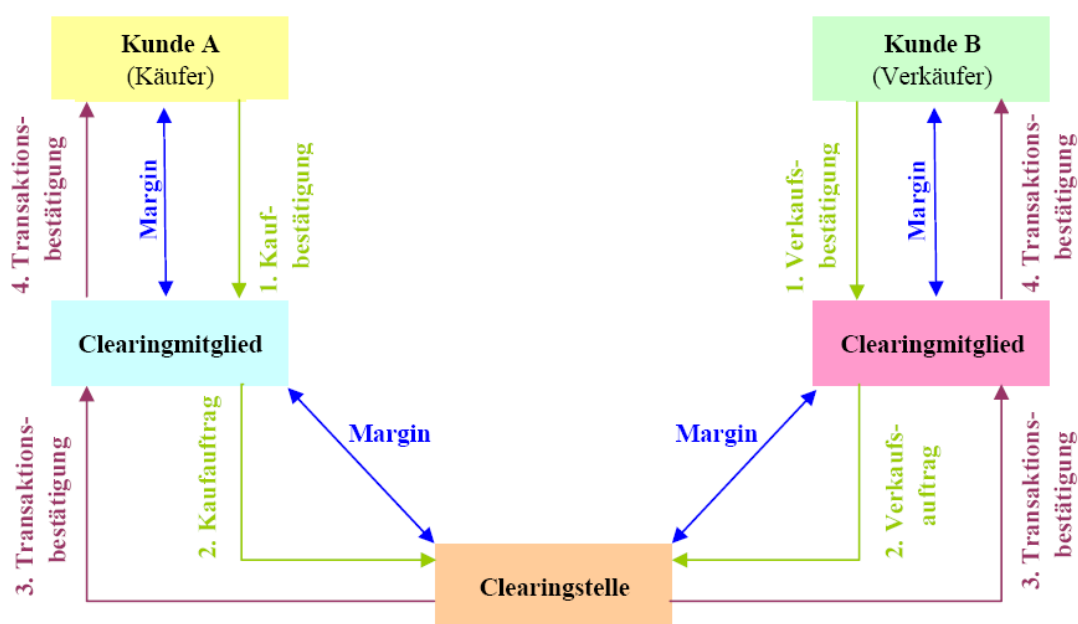 Kunde A
(Käufer)
Kunde B
(Verkäufer)
4. Transaktions-
bestätigung
Margin
1. Kauf-
bestätigung
1. Verkaufs-
bestätigung
Margin
4. Transaktions-
bestätigung
Clearingmitglied
Clearingmitglied
3. Transaktions-
bestätigung
2. Kaufauftrag
Margin
Margin
2. Verkaufs-
auftrag
3. Transaktions-
bestätigung
Clearingstelle